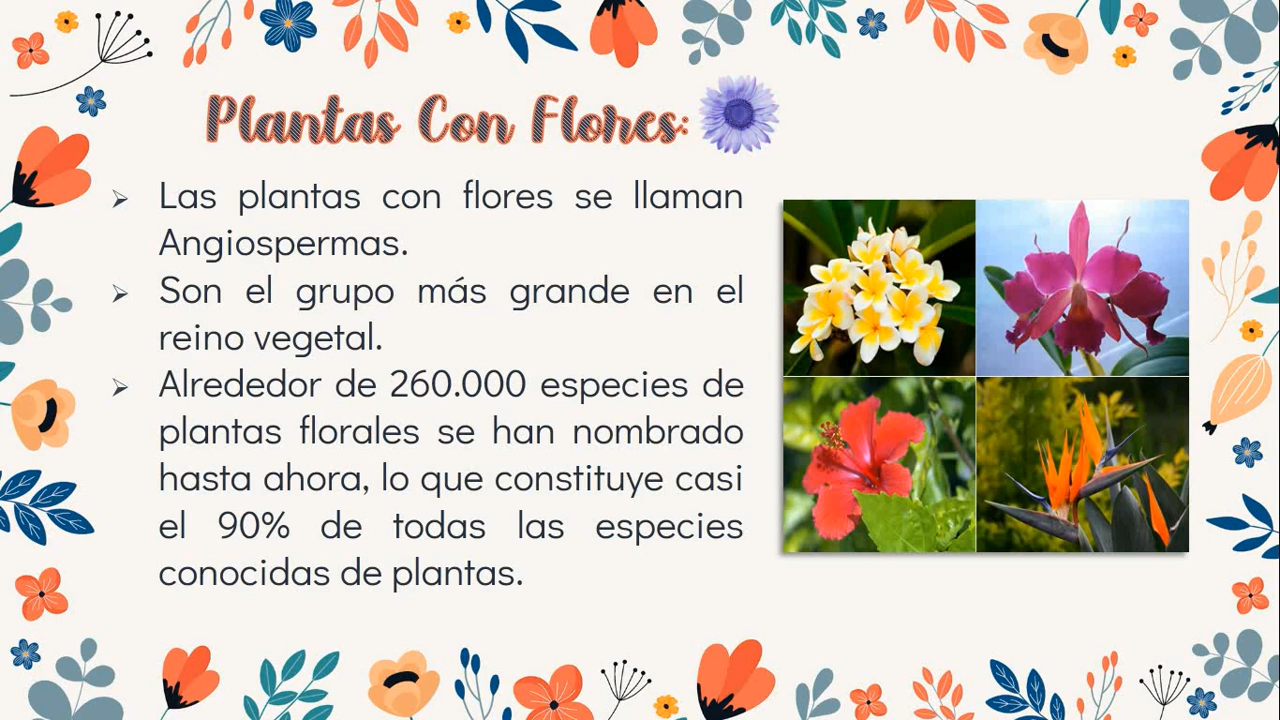 Plantas Con Flores:
➢ Las plantas con flores se llaman
Angiospermas.
➢ Son el grupo más grande en el
reino vegetal.
➢ Alrededor de 260.000 especies de
plantas florales se han nombrado
hasta ahora, lo que constituye casi
el 90% de todas las especies
conocidas de plantas.